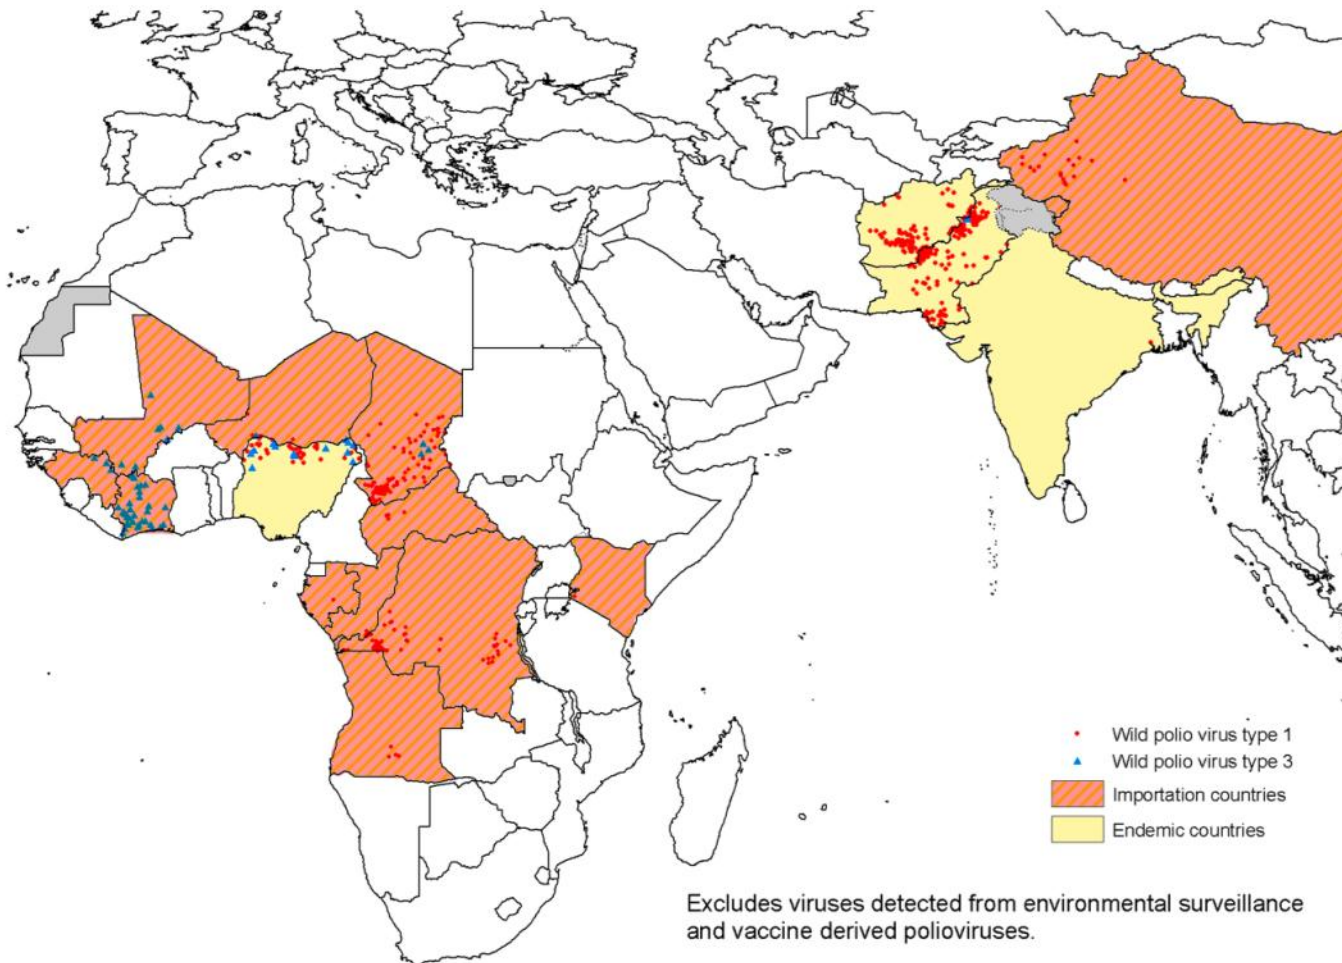 Wild polio virus type 1
Wild polio virus type 3
Importation countries
Endemic countries
Excludes viruses detected from environmental surveillance
and vaccine derived polioviruses.